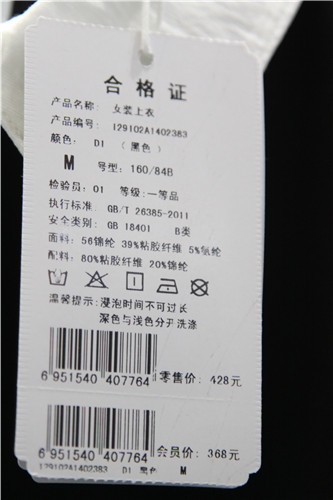 合格证
产品名称: 女装上衣
产品编号: I29102A1402383
颜色: D1 (黑色)
M 号型: 160/84B
检验员: 01 等级: 一等品
执行标准: GB/T 26385-2011
安全类别: GB 18401 B类
面料: 56锦纶 39%粘胶纤维 5%氨纶
配料: 80%粘胶纤维 20%锦纶
温馨提示: 浸泡时间不可过长
深色与浅色分开洗涤
6 951540 407764 零售价: 428元
6 951540 407764 会员价: 368元
I29102A1402383 D1 黑色 M